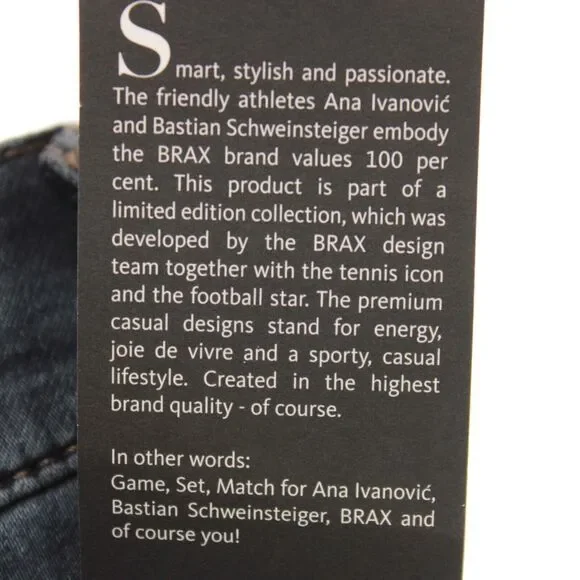 Smart, stylish and passionate.
The friendly athletes Ana Ivanović
and Bastian Schweinsteiger embody
the BRAX brand values 100 per
cent. This product is part of a
limited edition collection, which was
developed by the BRAX design
team together with the tennis icon
and the football star. The premium
casual designs stand for energy,
joie de vivre and a sporty, casual
lifestyle. Created in the highest
brand quality - of course.
In other words:
Game, Set, Match for Ana Ivanović,
Bastian Schweinsteiger, BRAX and
of course you!